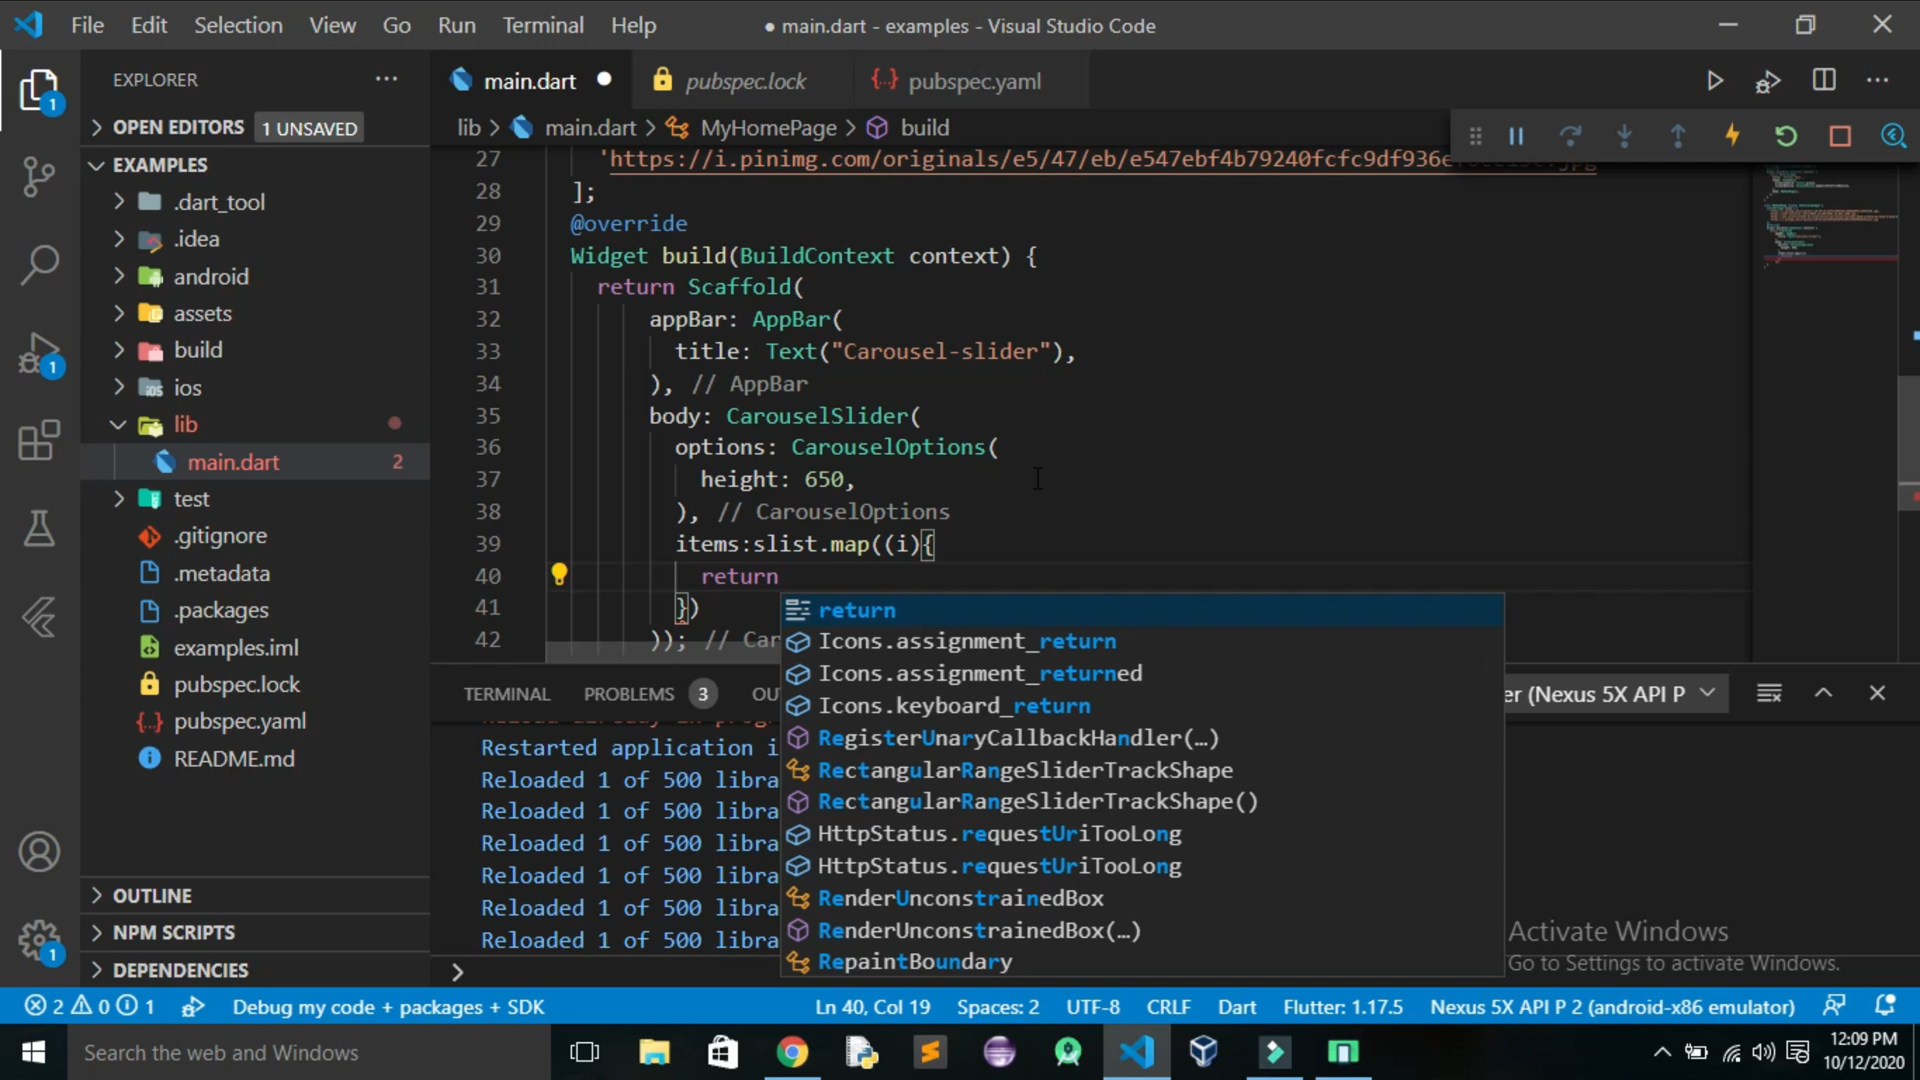 File Edit Selection View Go Run Terminal Help
● main.dart - examples - Visual Studio Code
EXPLORER
OPEN EDITORS 1 UNSAVED
EXAMPLES
.dart_tool
.idea
android
assets
build
ios
lib
main.dart 2
test
.gitignore
.metadata
.packages
examples.iml
pubspec.lock
pubspec.yaml
README.md
OUTLINE
NPM SCRIPTS
DEPENDENCIES
main.dart ● pubspec.lock pubspec.yaml
lib > main.dart > MyHomePage > build
27 'https://i.pinimg.com/originals/e5/47/eb/e547ebf4b79240fcfc9df936e
28 ];
29 @override
30 Widget build(BuildContext context) {
31 return Scaffold(
32 appBar: AppBar(
33 title: Text("Carousel-slider"),
34 ), // AppBar
35 body: CarouselSlider(
36 options: CarouselOptions(
37 height: 650,
38 ), // CarouselOptions
39 items:slist.map((i){
40 return
41 })
42 )); // Car
return
Icons.assignment_return
Icons.assignment_returned
Icons.keyboard_return
RegisterUnaryCallbackHandler(…)
RectangularRangeSliderTrackShape
RectangularRangeSliderTrackShape()
HttpStatus.requestUriTooLong
HttpStatus.requestUriTooLong
RenderUnconstrainedBox
RenderUnconstrainedBox(…)
RepaintBoundary
TERMINAL PROBLEMS 3 OU
er (Nexus 5X API P
Restarted application i
Reloaded 1 of 500 libra
Reloaded 1 of 500 libra
Reloaded 1 of 500 libra
Reloaded 1 of 500 libra
Reloaded 1 of 500 libra
Reloaded 1 of 500 libra
Activate Windows
Go to Settings to activate Windows.
2 0 1 Debug my code + packages + SDK
Ln 40, Col 19 Spaces: 2 UTF-8 CRLF Dart Flutter: 1.17.5 Nexus 5X API P 2 (android-x86 emulator)
1
1
1
Search the web and Windows
12:09 PM
10/12/2020